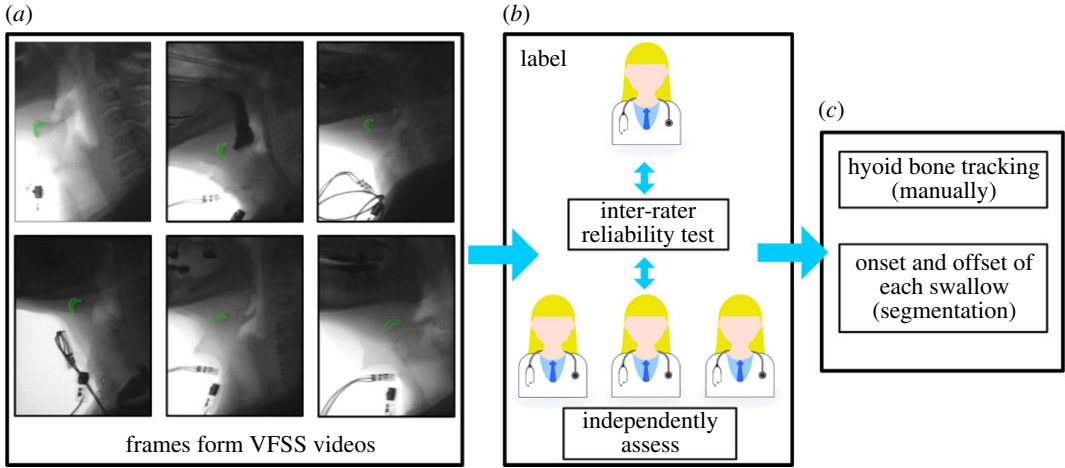 (a)
frames form VFSS videos
(b)
label
inter-rater
reliability test
independently
assess
(c)
hyoid bone tracking
(manually)
onset and offset of
each swallow
(segmentation)